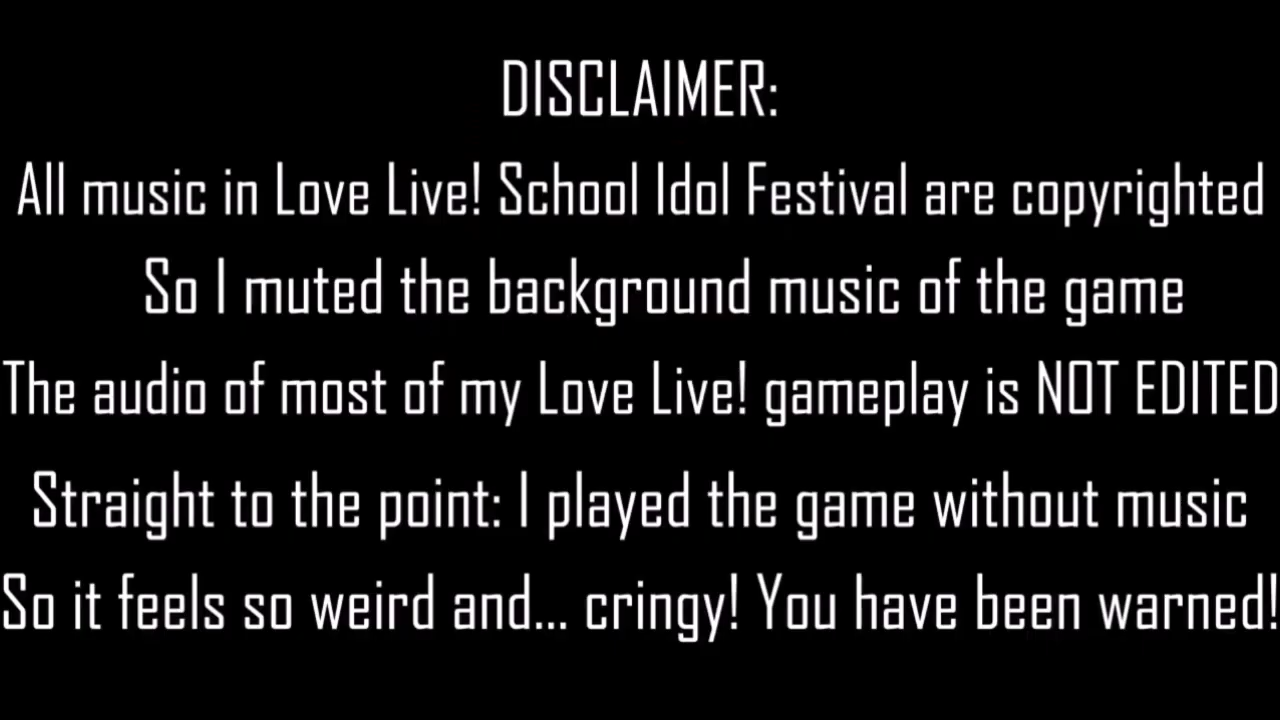 DISCLAIMER:
All music in Love Live! School Idol Festival are copyrighted
So I muted the background music of the game
The audio of most of my Love Live! gameplay is NOT EDITED
Straight to the point: I played the game without music
So it feels so weird and... cringy! You have been warned!